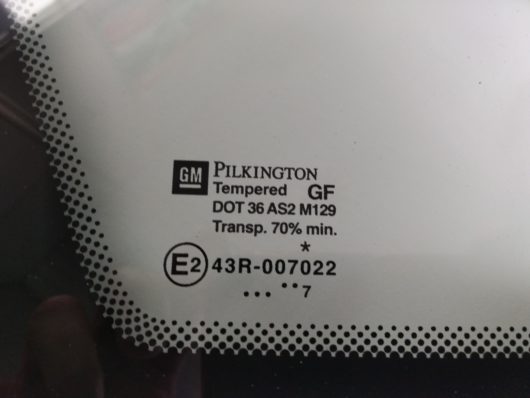 GM PILKINGTON
Tempered GF
DOT 36 AS2 M129
Transp. 70% min.
*
E2 43R-007022
... ¨ 7